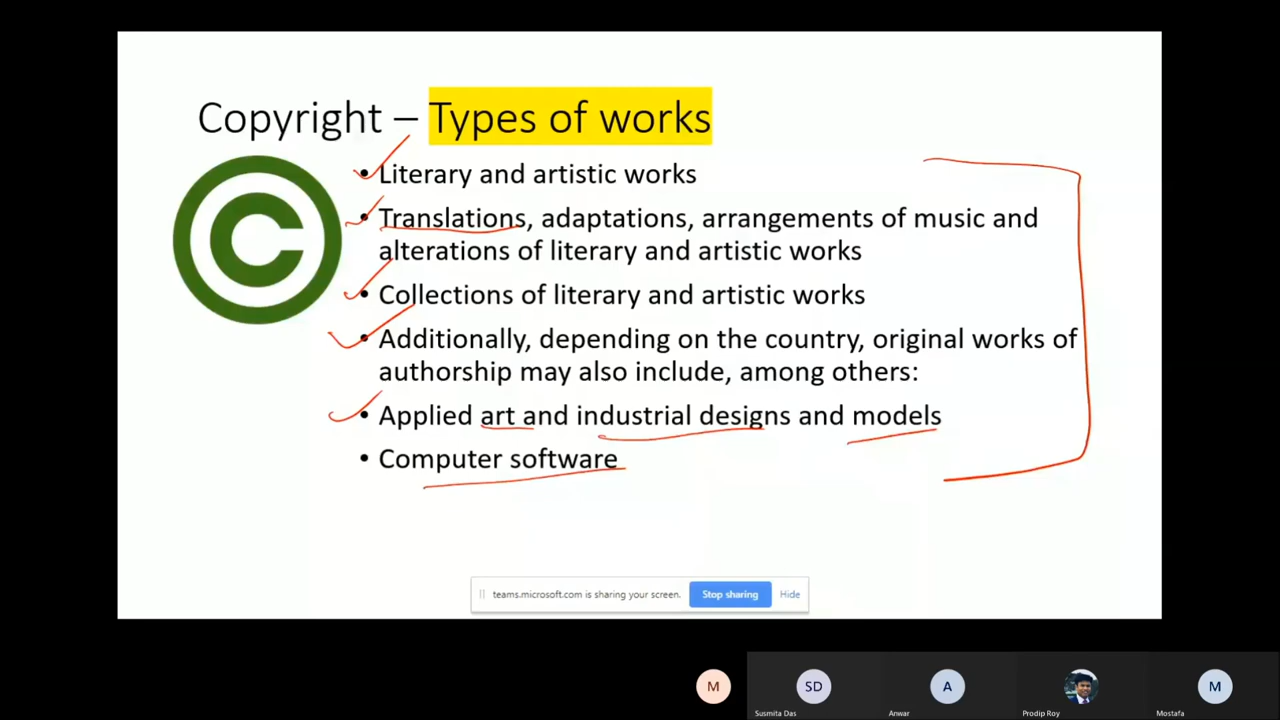 Copyright – Types of works
• Literary and artistic works
• Translations, adaptations, arrangements of music and
alterations of literary and artistic works
• Collections of literary and artistic works
• Additionally, depending on the country, original works of
authorship may also include, among others:
• Applied art and industrial designs and models
• Computer software
teams.microsoft.com is sharing your screen. Stop sharing Hide
M SD A M
Susmita Das Anwar Prodip Roy Mostafa